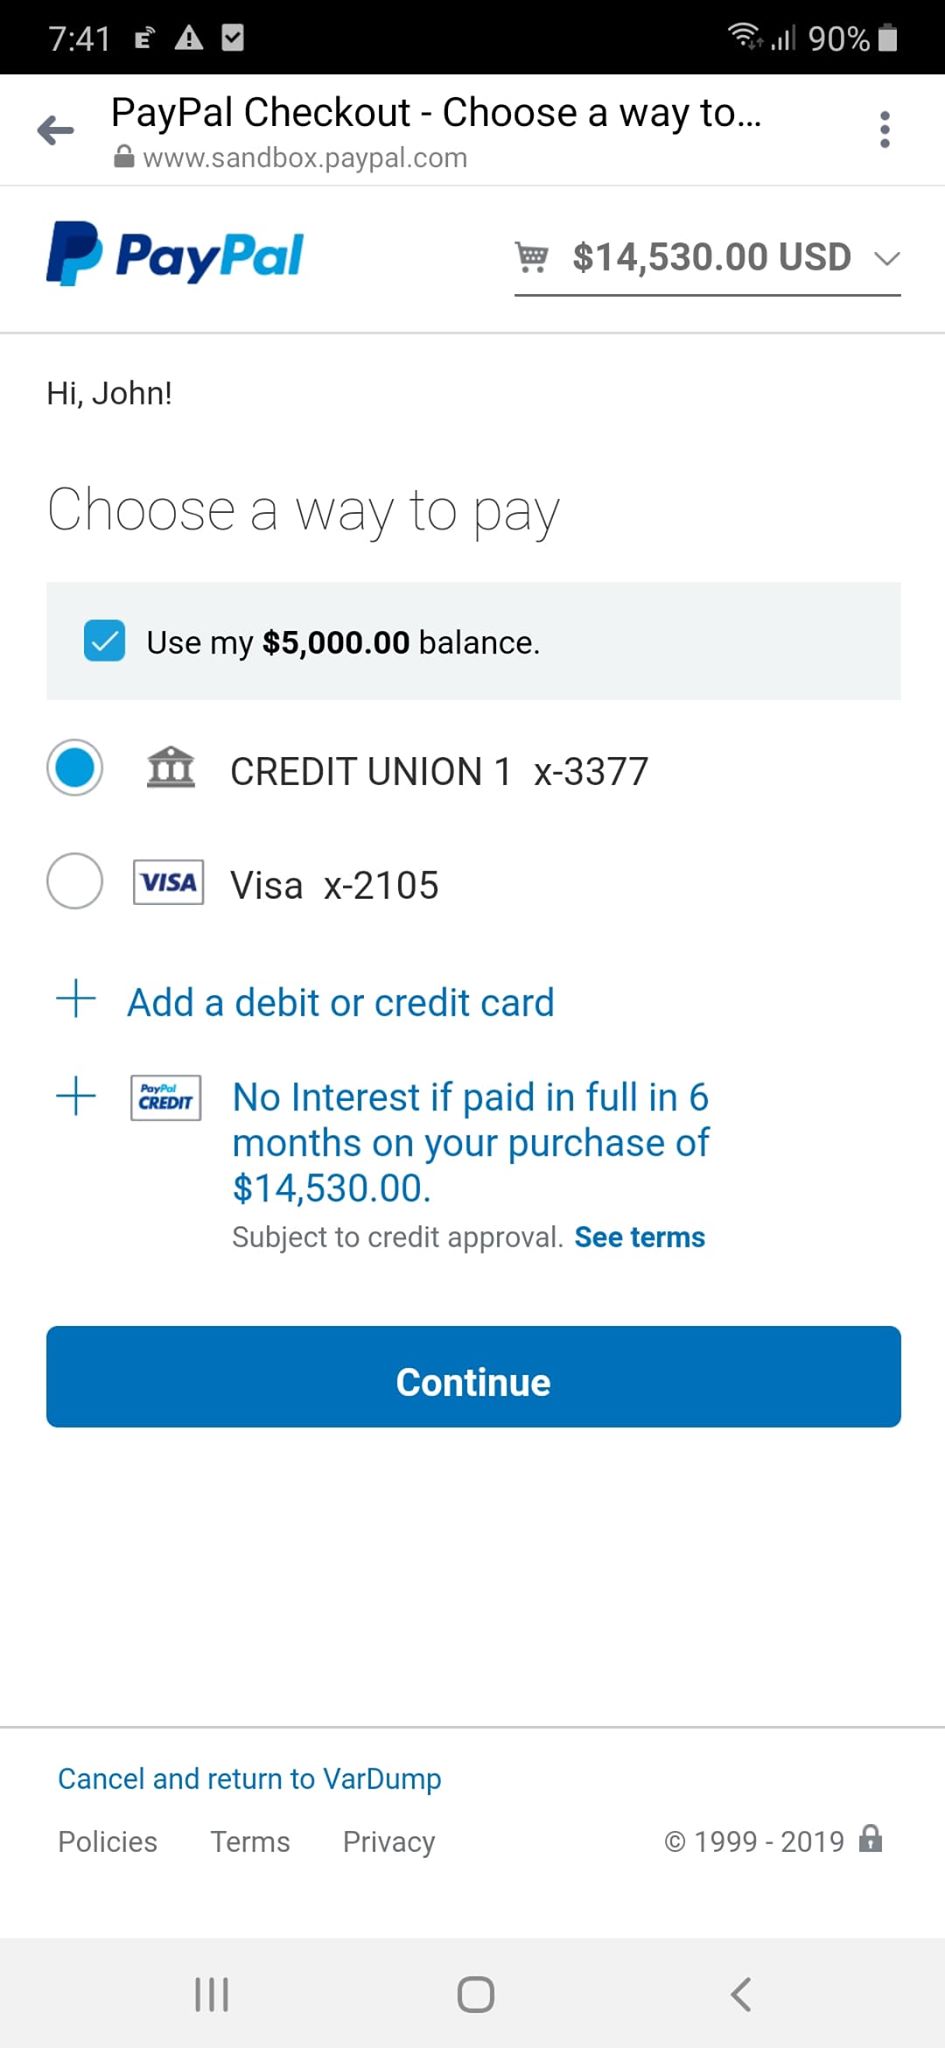 7:41 90%
PayPal Checkout - Choose a way to...
www.sandbox.paypal.com
PayPal $14,530.00 USD
Hi, John!
Choose a way to pay
Use my $5,000.00 balance.
CREDIT UNION 1 x-3377
VISA Visa x-2105
Add a debit or credit card
PayPal CREDIT No Interest if paid in full in 6
months on your purchase of
$14,530.00.
Subject to credit approval. See terms
Continue
Cancel and return to VarDump
Policies Terms Privacy © 1999 - 2019